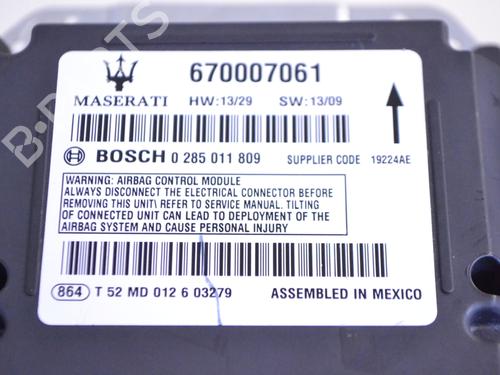 670007061
MASERATI HW:13/29 SW:13/09
BOSCH 0 285 011 809 SUPPLIER CODE 19224AE
WARNING: AIRBAG CONTROL MODULE
ALWAYS DISCONNECT THE ELECTRICAL CONNECTOR BEFORE
REMOVING THIS UNIT\ REFER TO SERVICE MANUAL. TILTING
OF CONNECTED UNIT CAN LEAD TO DEPLOYMENT OF THE
AIRBAG SYSTEM AND CAUSE PERSONAL INJURY
864 T 52 MD 012 6 03279 ASSEMBLED IN MEXICO